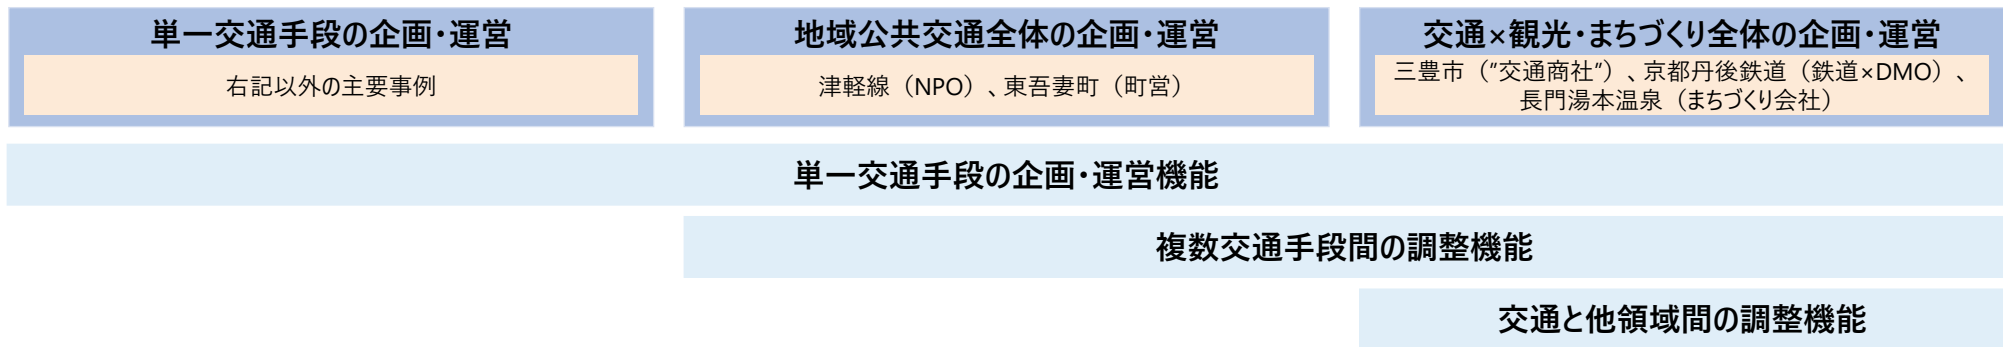 単一交通手段の企画・運営
右記以外の主要事例
地域公共交通全体の企画・運営
津軽線（NPO）、東吾妻町（町営）
交通×観光・まちづくり全体の企画・運営
三豊市（”交通商社”）、京都丹後鉄道（鉄道×DMO）、
長門湯本温泉（まちづくり会社）
単一交通手段の企画・運営機能
複数交通手段間の調整機能
交通と他領域間の調整機能